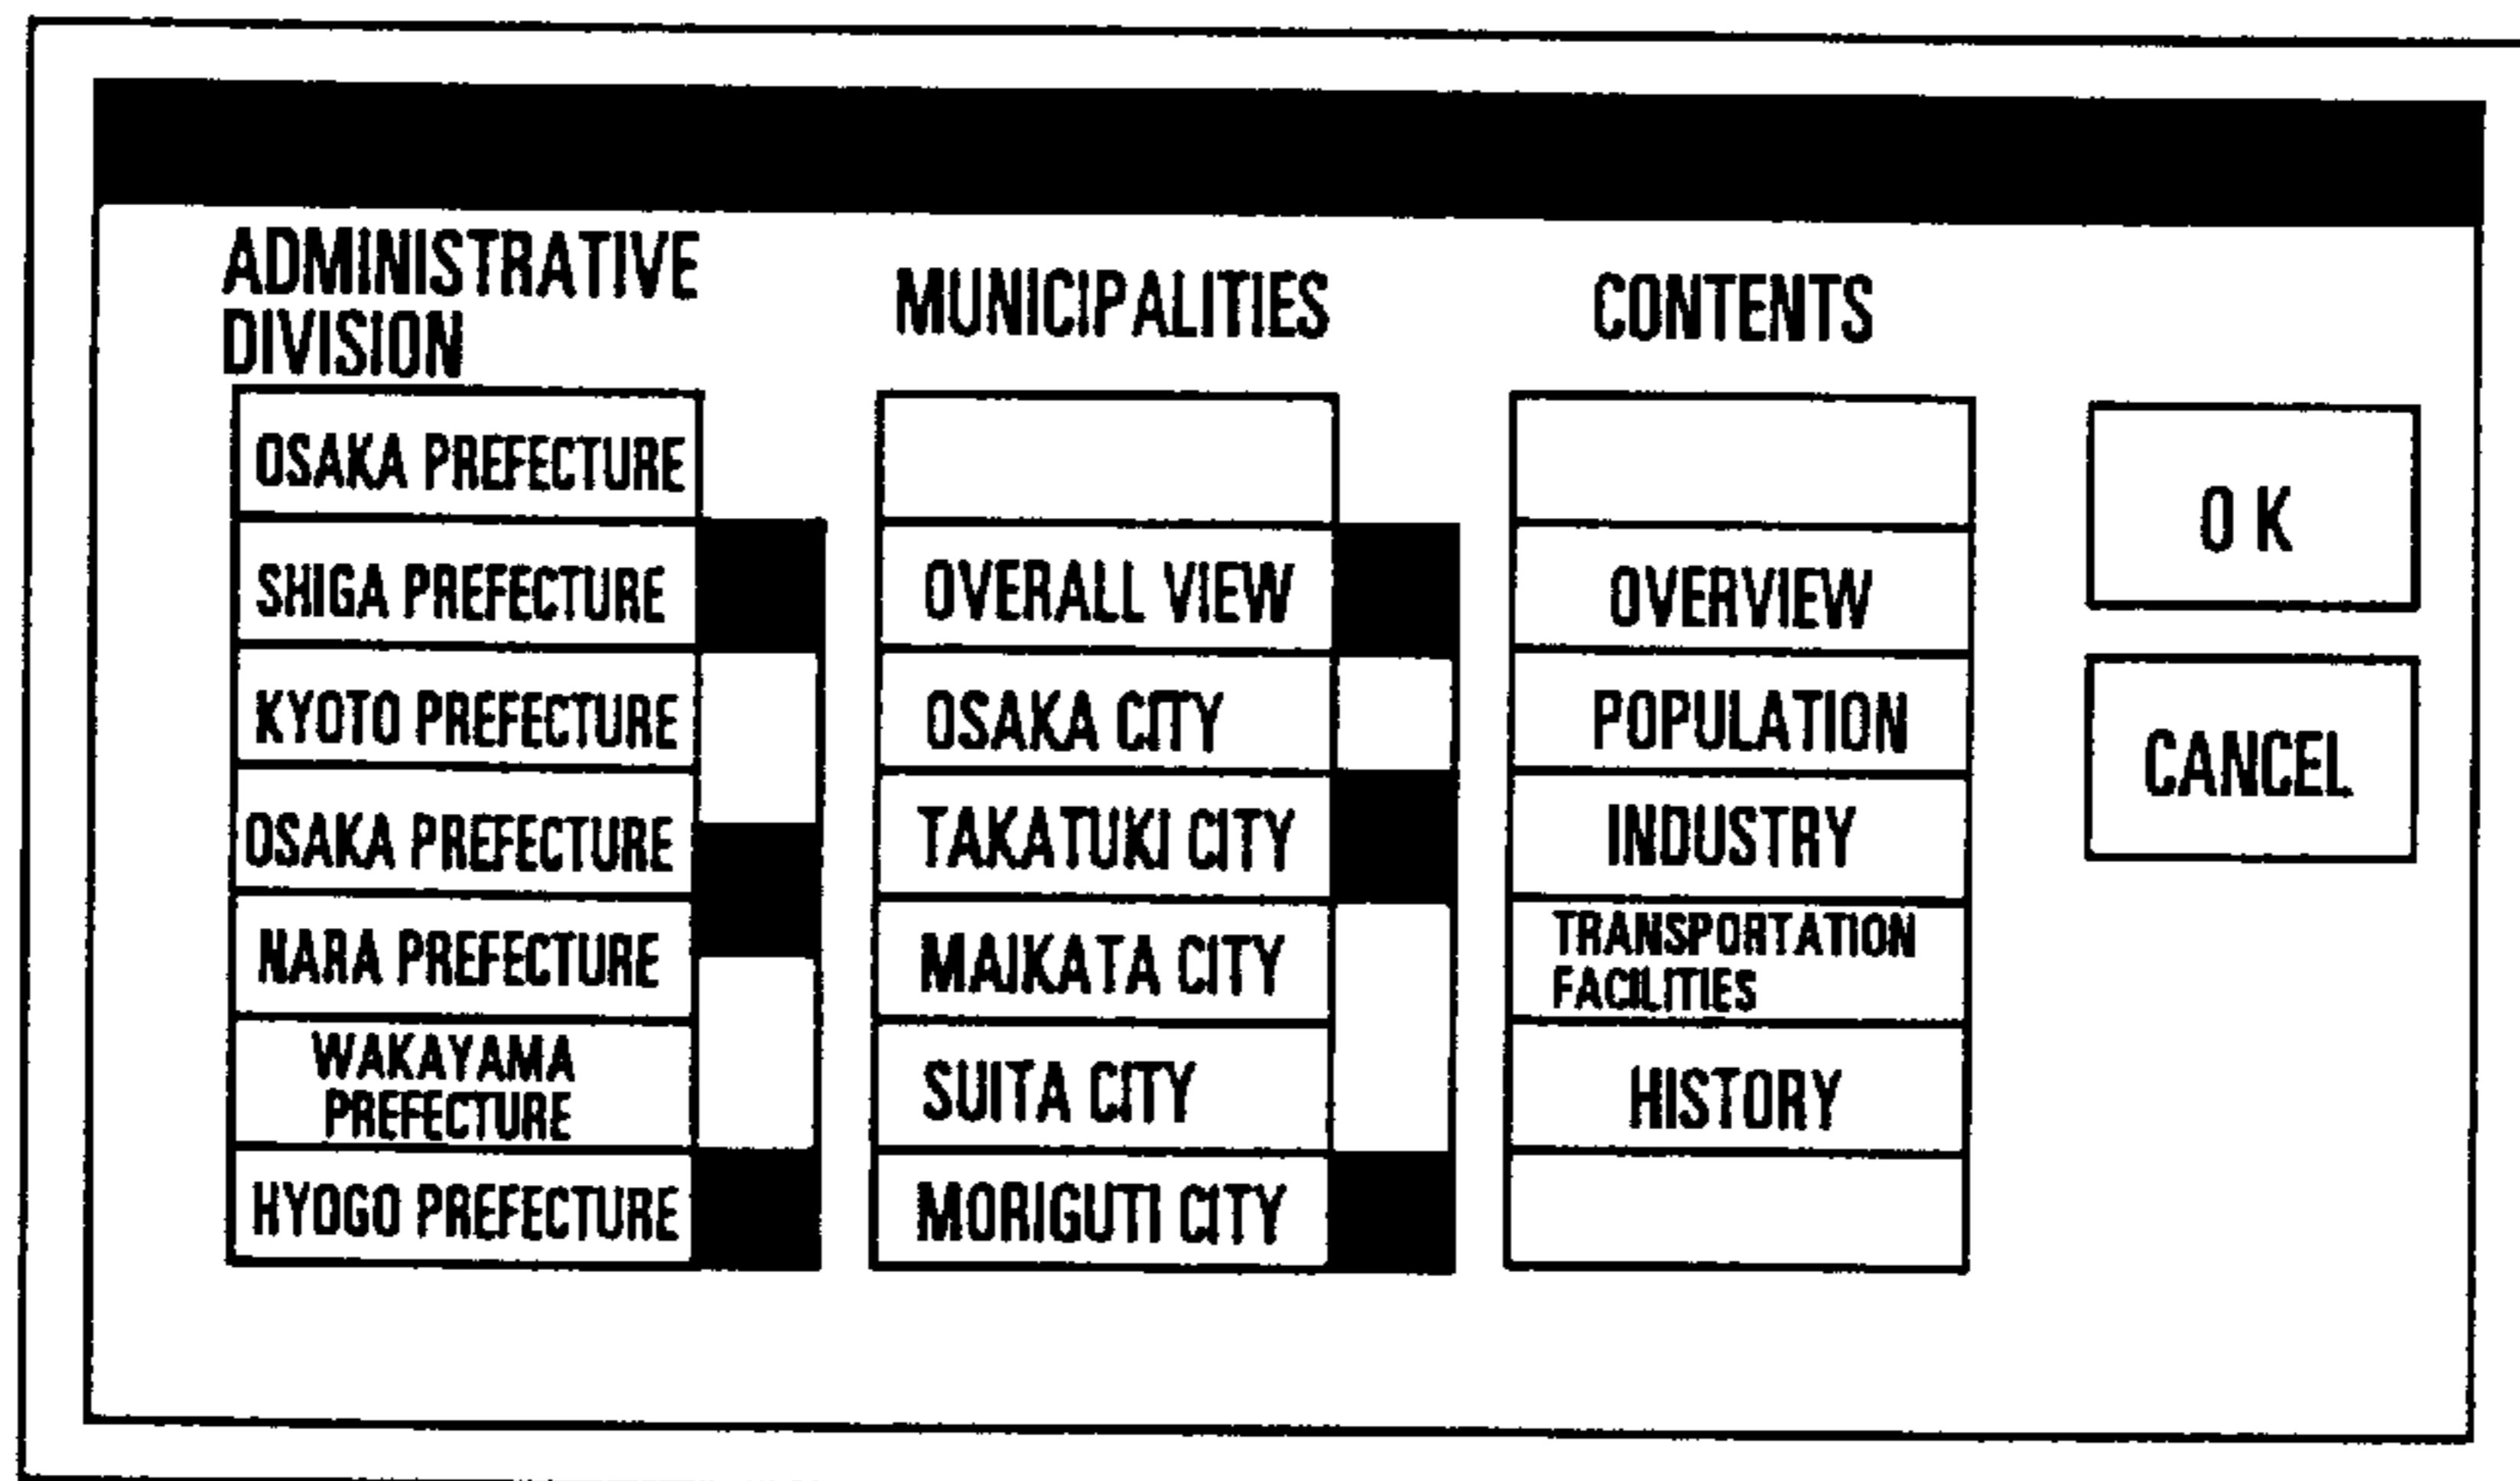 ADMINISTRATIVE
DIVISION
OSAKA PREFECTURE
SHIGA PREFECTURE
KYOTO PREFECTURE
OSAKA PREFECTURE
NARA PREFECTURE
WAKAYAMA
PREFECTURE
HYOGO PREFECTURE
MUNICIPALITIES
OVERALL VIEW
OSAKA CITY
TAKATUKI CITY
MAIKATA CITY
SUITA CITY
MORIGUTI CITY
CONTENTS
OVERVIEW
POPULATION
INDUSTRY
TRANSPORTATION
FACILITIES
HISTORY
OK
CANCEL